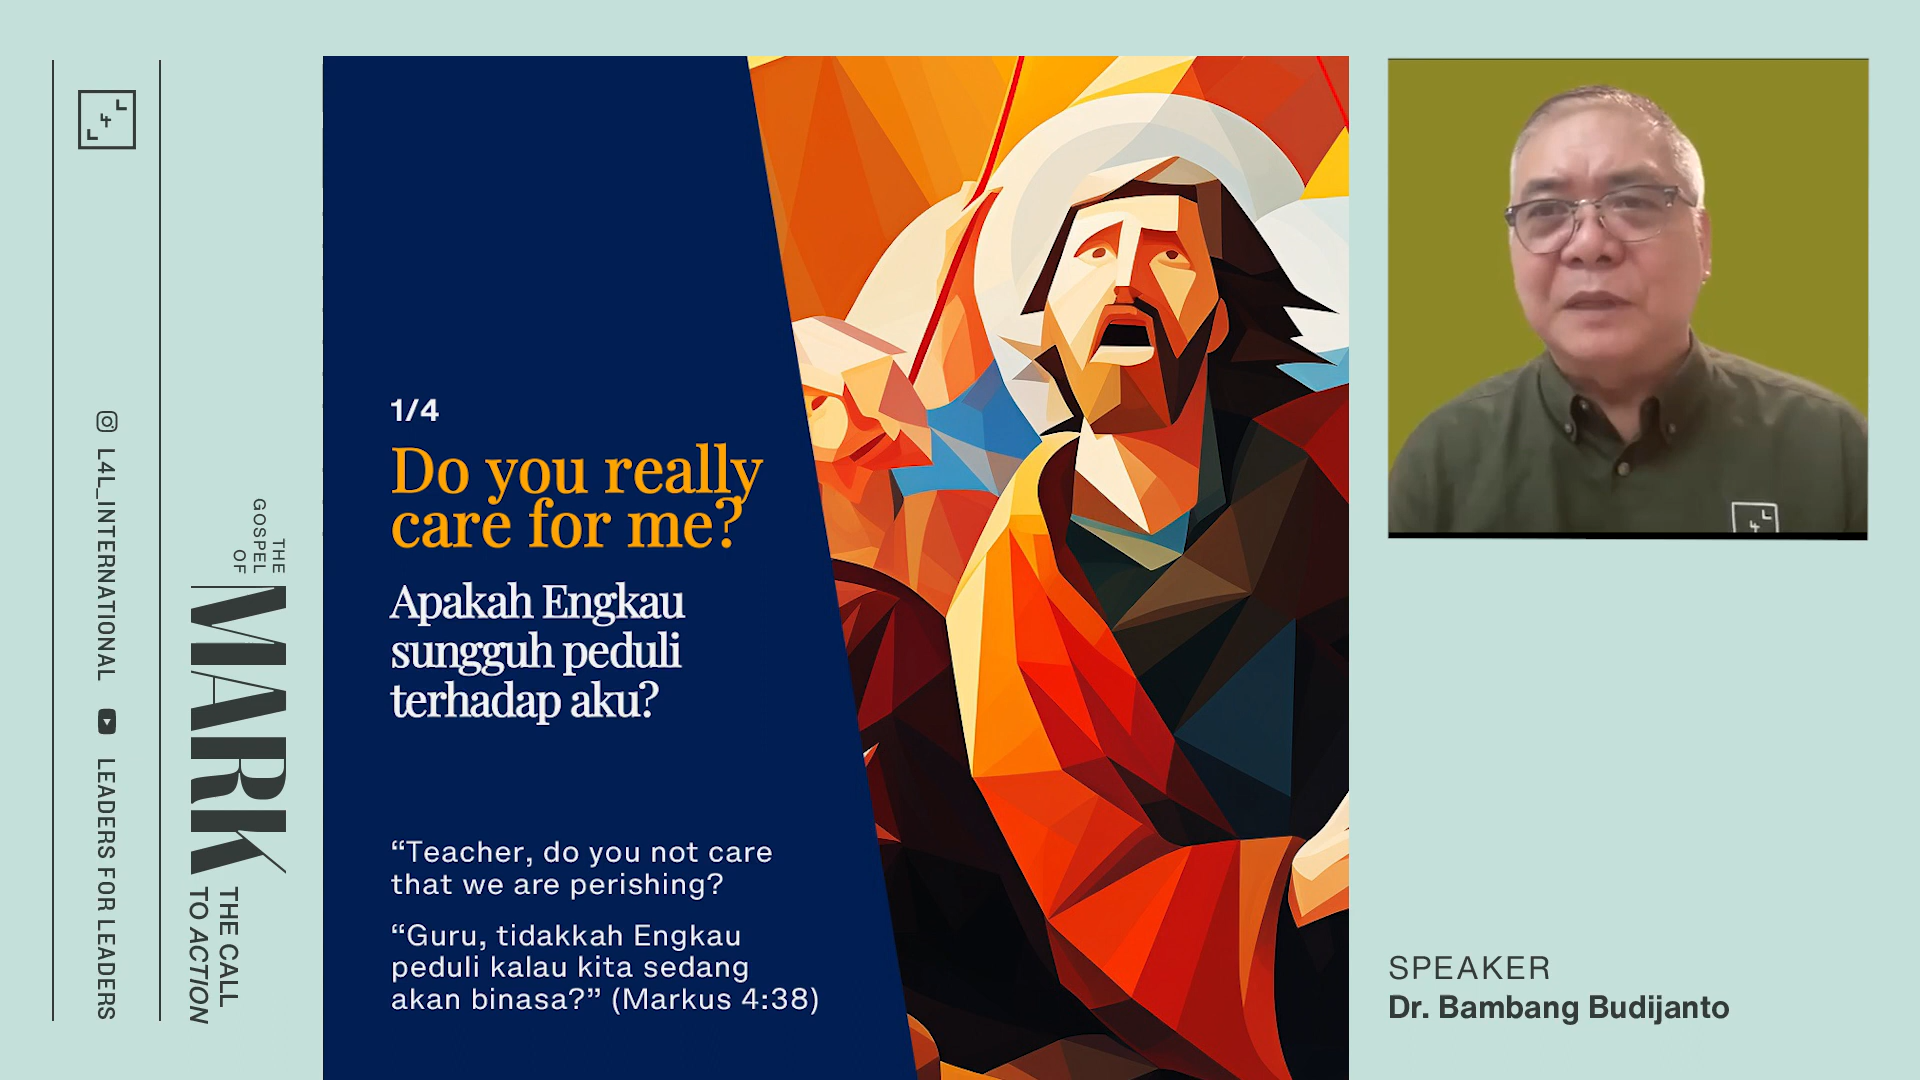 L4L_INTERNATIONAL
LEADERS FOR LEADERS
THE
GOSPEL
OF
MARK
THE CALL
TO ACTION
1/4
Do you really
care for me?
Apakah Engkau
sungguh peduli
terhadap aku?
“Teacher, do you not care
that we are perishing?
“Guru, tidakkah Engkau
peduli kalau kita sedang
akan binasa?” (Markus 4:38)
SPEAKER
Dr. Bambang Budijanto